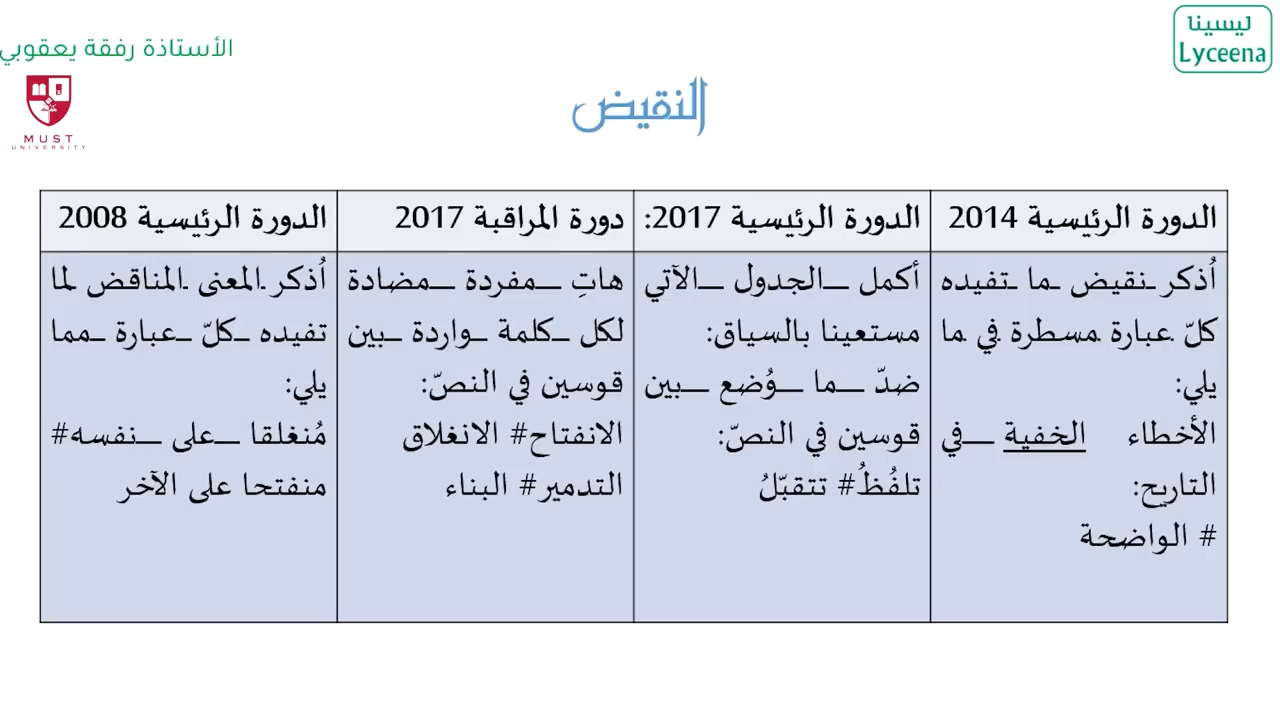 ليسينا
Lyceena
الأستاذة رفقة يعقوبي
MUST
UNIVERSITY
النقيض
الدورة الرئيسية 2014
أُذكر نقيض ما تفيده
كلّ عبارة مسطرة في ما
يلي:
الأخطاء الخفية في
التاريح:
# الواضحة
الدورة الرئيسية 2017:
أكمل الجدول الآتي
مستعينا بالسياق:
ضدّ ما وُضع بين
قوسين في النصّ:
تلفُظُ# تتقبّلُ
دورة المراقبة 2017
هاتِ مفردة مضادة
لكل كلمة واردة بين
قوسين في النصّ:
الانفتاح# الانغلاق
التدمير# البناء
الدورة الرئيسية 2008
أُذكر المعنى المناقض لما
تفيده كلّ عبارة مما
يلي:
مُنغلقا على نفسه#
منفتحا على الآخر